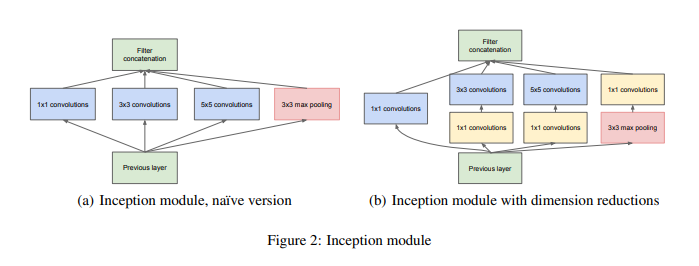 Filter
concatenation
1x1 convolutions
3x3 convolutions
5x5 convolutions
3x3 max pooling
Previous layer
(a) Inception module, naïve version
Filter
concatenation
3x3 convolutions
5x5 convolutions
1x1 convolutions
1x1 convolutions
1x1 convolutions
1x1 convolutions
3x3 max pooling
Previous layer
(b) Inception module with dimension reductions
Figure 2: Inception module